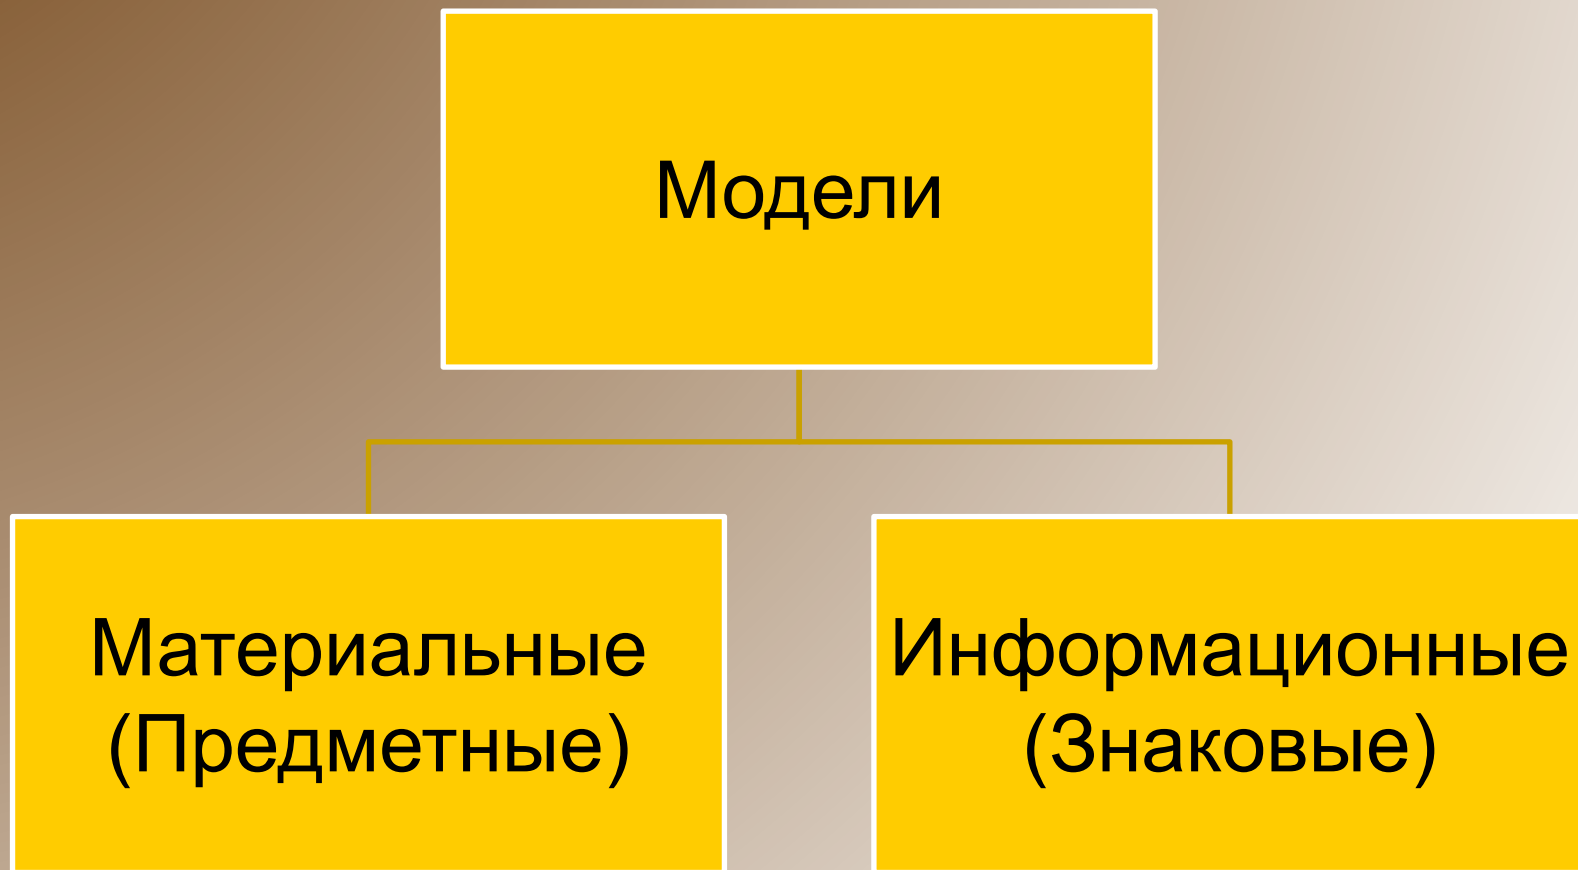 Модели
Материальные
(Предметные)
Информационные
(Знаковые)